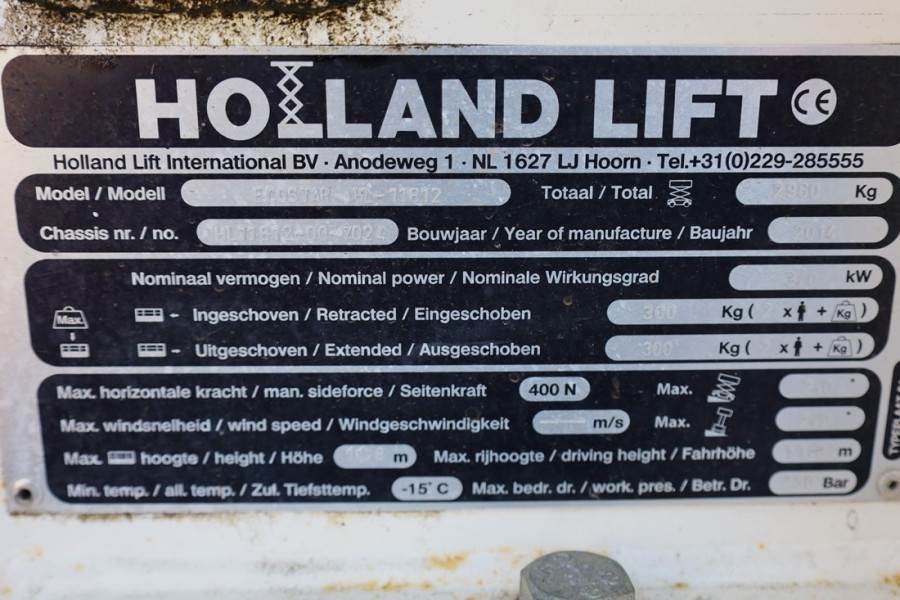 HOLLAND LIFT CE
Holland Lift International BV · Anodeweg 1 · NL 1627 LJ Hoorn · Tel.+31(0)229-285555
Model / Modell Totaal / Total Kg
Chassis nr. / no. Bouwjaar / Year of manufacture / Baujahr
Nominaal vermogen / Nominal power / Nominale Wirkungsgrad kW
Max. Ingeschoven / Retracted / Eingeschoben 300 Kg ( x + Kg )
Uitgeschoven / Extended / Ausgeschoben 300 Kg ( x + Kg )
Max. horizontale kracht / man. sideforce / Seitenkraft 400 N Max.
Max. windsnelheid / wind speed / Windgeschwindigkeit m/s Max.
Max. hoogte / height / Höhe m Max. rijhoogte / driving height / Fahrhöhe m
Min. temp. / all. temp. / Zul. Tiefsttemp. -15° C Max. bedr. dr. / work. pres. / Betr. Dr. Bar